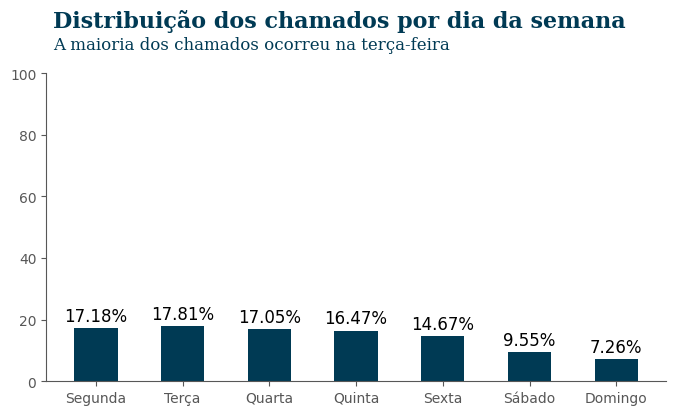 Distribuição dos chamados por dia da semana
A maioria dos chamados ocorreu na terça-feira
100
80
60
40
20
0
17.18%
17.81%
17.05%
16.47%
14.67%
9.55%
7.26%
Segunda
Terça
Quarta
Quinta
Sexta
Sábado
Domingo